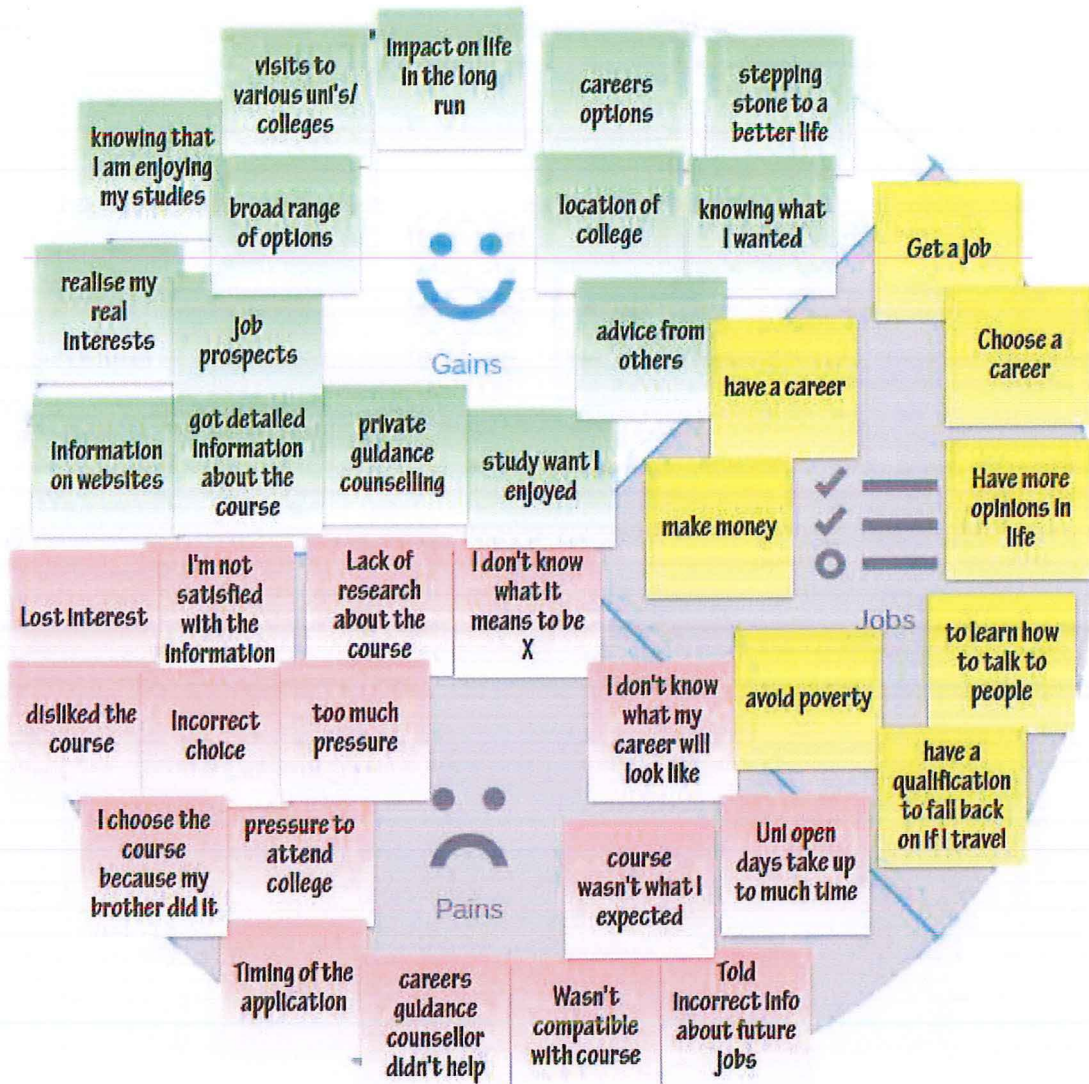 visits to
various uni's/
colleges
impact on life
in the long
run
careers
options
stepping
stone to a
better life
knowing that
I am enjoying
my studies
broad range
of options
location of
college
knowing what
I wanted
Get a job
realise my
real
interests
job
prospects
Gains
advice from
others
have a career
Choose a
career
information
on websites
got detailed
information
about the
course
private
guidance
counselling
study want I
enjoyed
make money
Have more
opinions in
life
Jobs
Lost interest
I'm not
satisfied
with the
information
Lack of
research
about the
course
I don't know
what it
means to be
X
to learn how
to talk to
people
disliked the
course
incorrect
choice
too much
pressure
I don't know
what my
career will
look like
avoid poverty
have a
qualification
to fall back
on if I travel
I choose the
course
because my
brother did it
pressure to
attend
college
Pains
course
wasn't what I
expected
Uni open
days take up
to much time
Timing of the
application
careers
guidance
counsellor
didn't help
Wasn't
compatible
with course
Told
incorrect info
about future
jobs